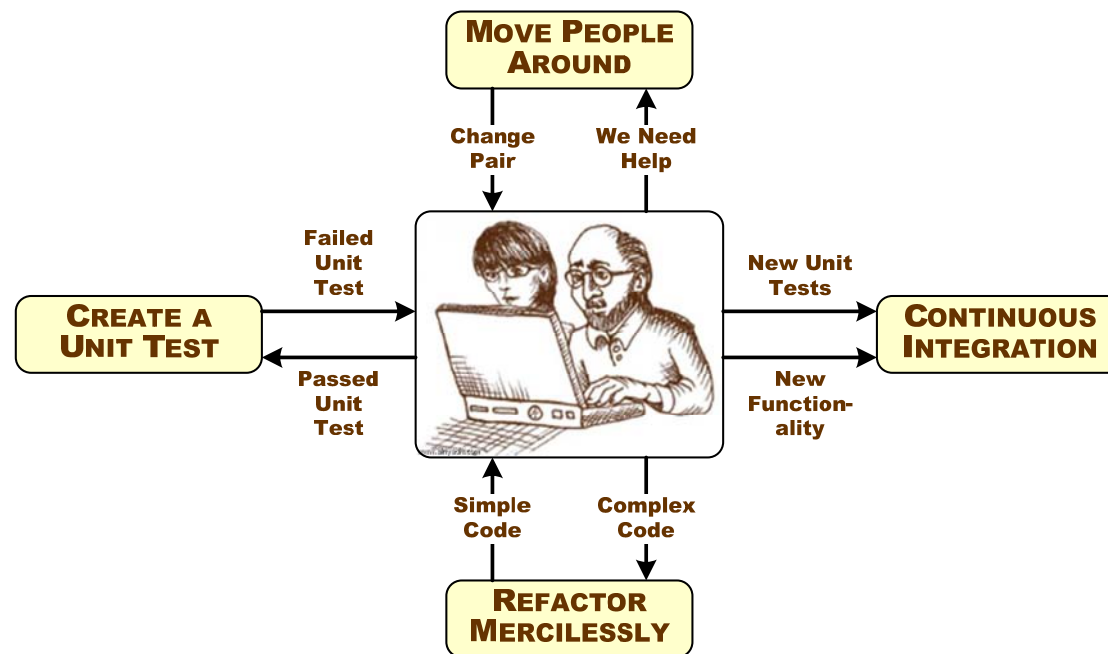 MOVE PEOPLE
AROUND
Change
Pair
We Need
Help
Failed
Unit
Test
New Unit
Tests
CREATE A
UNIT TEST
CONTINUOUS
INTEGRATION
Passed
Unit
Test
New
Function-
ality
Simple
Code
Complex
Code
REFACTOR
MERCILESSLY